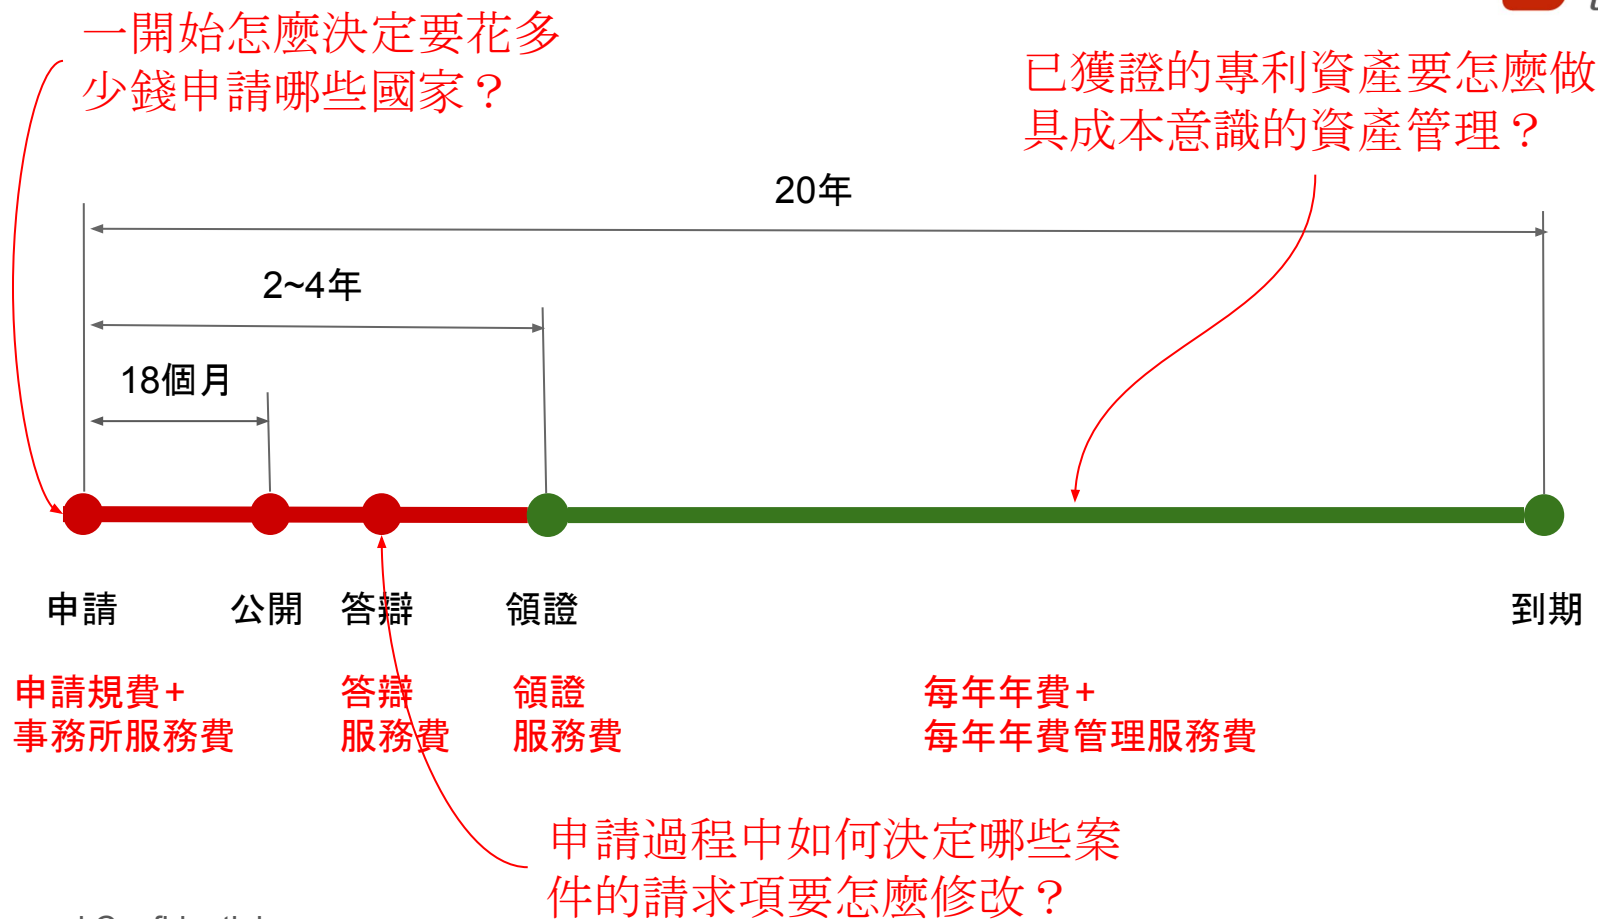 一開始怎麼決定要花多
少錢申請哪些國家？
已獲證的專利資產要怎麼做
具成本意識的資產管理？
20年
2~4年
18個月
申請
公開
答辯
領證
到期
申請規費+
事務所服務費
答辯
服務費
領證
服務費
每年年費+
每年年費管理服務費
申請過程中如何決定哪些案
件的請求項要怎麼修改？